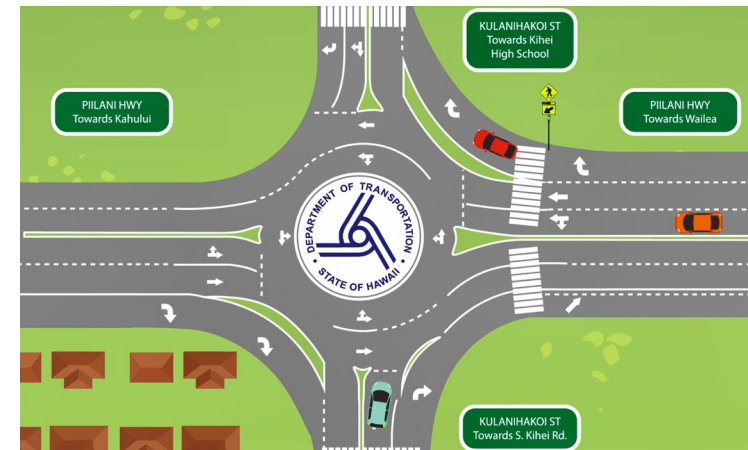 KULANIHAKOI ST
Towards Kihei
High School
PIILANI HWY
Towards Kahului
PIILANI HWY
Towards Wailea
DEPARTMENT OF TRANSPORTATION
STATE OF HAWAII
KULANIHAKOI ST
Towards S. Kihei Rd.